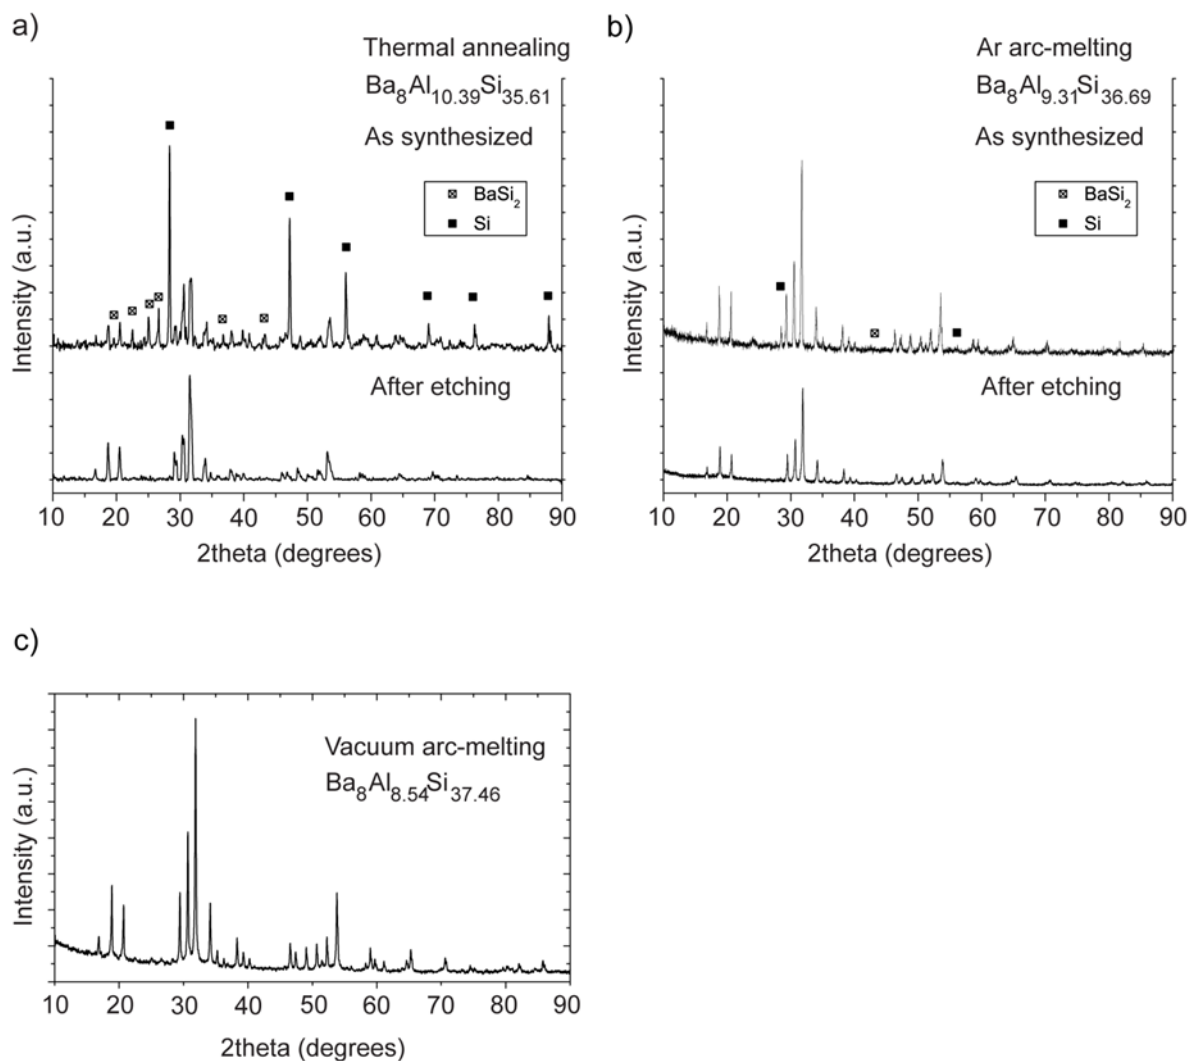 a)
Thermal annealing
Ba8Al10.39Si35.61
As synthesized
BaSi2
Si
After etching
Intensity (a.u.)
10 20 30 40 50 60 70 80 90
2theta (degrees)
b)
Ar arc-melting
Ba8Al9.31Si36.69
As synthesized
BaSi2
Si
After etching
Intensity (a.u.)
10 20 30 40 50 60 70 80 90
2theta (degrees)
c)
Vacuum arc-melting
Ba8Al8.54Si37.46
Intensity (a.u.)
10 20 30 40 50 60 70 80 90
2theta (degrees)